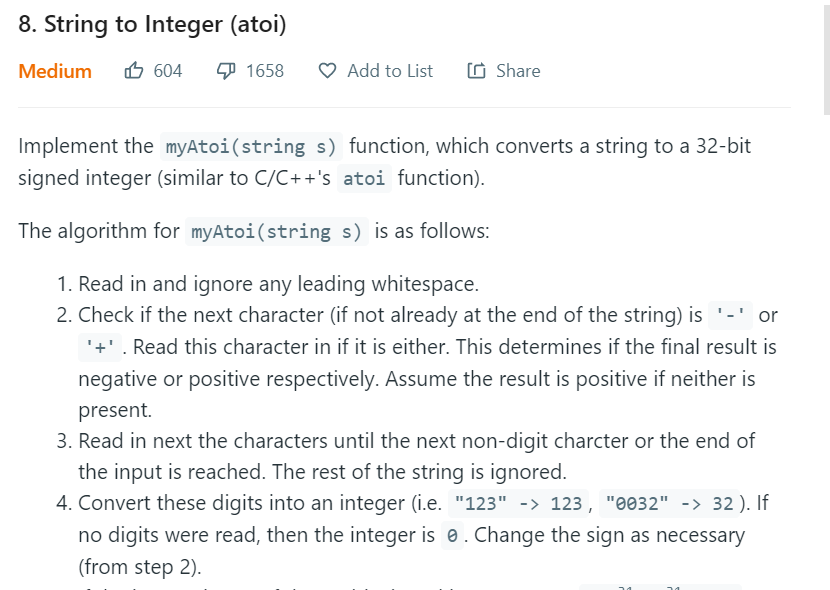 8. String to Integer (atoi)
Medium 604 1658 Add to List Share
Implement the myAtoi(string s) function, which converts a string to a 32-bit
signed integer (similar to C/C++'s atoi function).
The algorithm for myAtoi(string s) is as follows:
1. Read in and ignore any leading whitespace.
2. Check if the next character (if not already at the end of the string) is '-' or
'+'. Read this character in if it is either. This determines if the final result is
negative or positive respectively. Assume the result is positive if neither is
present.
3. Read in next the characters until the next non-digit charcter or the end of
the input is reached. The rest of the string is ignored.
4. Convert these digits into an integer (i.e. "123" -> 123, "0032" -> 32). If
no digits were read, then the integer is 0. Change the sign as necessary
(from step 2).